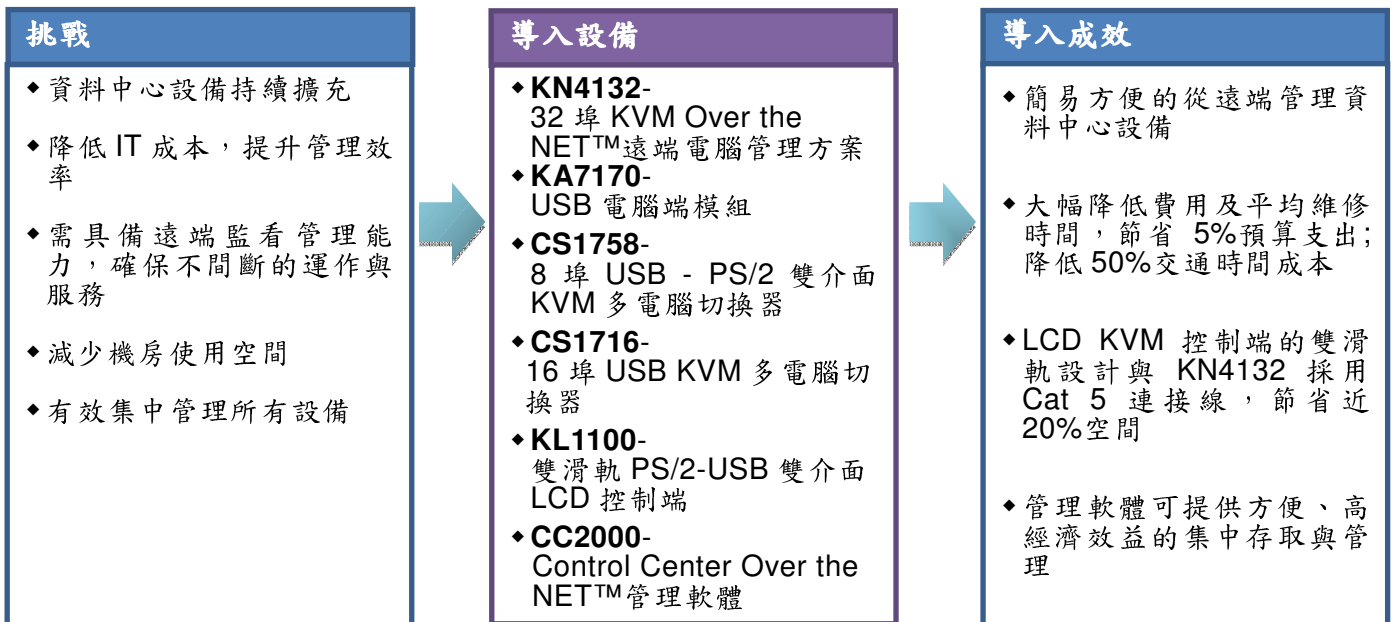 挑戰
◆資料中心設備持續擴充
◆降低 IT 成本，提升管理效
率
◆需具備遠端監看管理能
力，確保不間斷的運作與
服務
◆減少機房使用空間
◆有效集中管理所有設備
導入設備
◆KN4132-
32 埠 KVM Over the
NET™遠端電腦管理方案
◆KA7170-
USB 電腦端模組
◆CS1758-
8 埠 USB - PS/2 雙介面
KVM 多電腦切換器
◆CS1716-
16 埠 USB KVM 多電腦切
換器
◆KL1100-
雙滑軌 PS/2-USB 雙介面
LCD 控制端
◆CC2000-
Control Center Over the
NET™管理軟體
導入成效
◆簡易方便的從遠端管理資
料中心設備
◆大幅降低費用及平均維修
時間，節省 5%預算支出;
降低 50%交通時間成本
◆LCD KVM 控制端的雙滑
軌設計與 KN4132 採用
Cat 5 連接線，節省近
20%空間
◆管理軟體可提供方便、高
經濟效益的集中存取與管
理